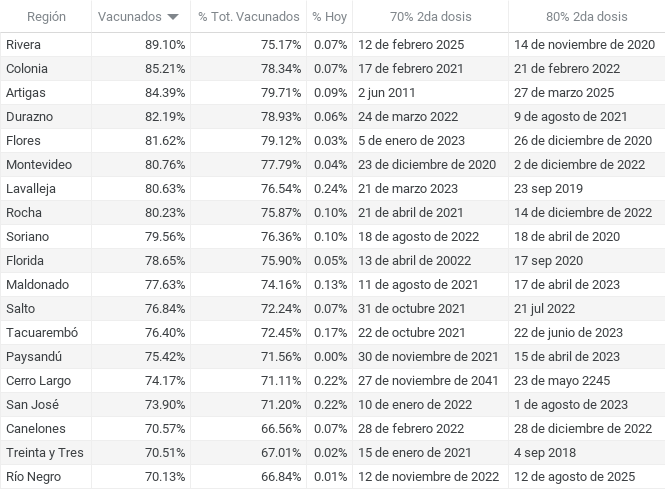 Región Vacunados % Tot. Vacunados % Hoy 70% 2da dosis 80% 2da dosis
Rivera 89.10% 75.17% 0.07% 12 de febrero 2025 14 de noviembre de 2020
Colonia 85.21% 78.34% 0.07% 17 de febrero 2021 21 de febrero 2022
Artigas 84.39% 79.71% 0.09% 2 jun 2011 27 de marzo 2025
Durazno 82.19% 78.93% 0.06% 24 de marzo 2022 9 de agosto de 2021
Flores 81.62% 79.12% 0.03% 5 de enero de 2023 26 de diciembre de 2020
Montevideo 80.76% 77.79% 0.04% 23 de diciembre de 2020 2 de diciembre de 2022
Lavalleja 80.63% 76.54% 0.24% 21 de marzo 2023 23 sep 2019
Rocha 80.23% 75.87% 0.10% 21 de abril de 2021 14 de diciembre de 2022
Soriano 79.56% 76.36% 0.10% 18 de agosto de 2022 18 de abril de 2020
Florida 78.65% 75.90% 0.05% 13 de abril de 20022 17 sep 2020
Maldonado 77.63% 74.16% 0.13% 11 de agosto de 2021 17 de abril de 2023
Salto 76.84% 72.24% 0.07% 31 de octubre 2021 21 jul 2022
Tacuarembó 76.40% 72.45% 0.17% 22 de octubre 2021 22 de junio de 2023
Paysandú 75.42% 71.56% 0.00% 30 de noviembre de 2021 15 de abril de 2023
Cerro Largo 74.17% 71.11% 0.22% 27 de noviembre de 2041 23 de mayo 2245
San José 73.90% 71.20% 0.22% 10 de enero de 2022 1 de agosto de 2023
Canelones 70.57% 66.56% 0.07% 28 de febrero 2022 28 de diciembre de 2022
Treinta y Tres 70.51% 67.01% 0.02% 15 de enero de 2021 4 sep 2018
Río Negro 70.13% 66.84% 0.01% 12 de noviembre de 2022 12 de agosto de 2025